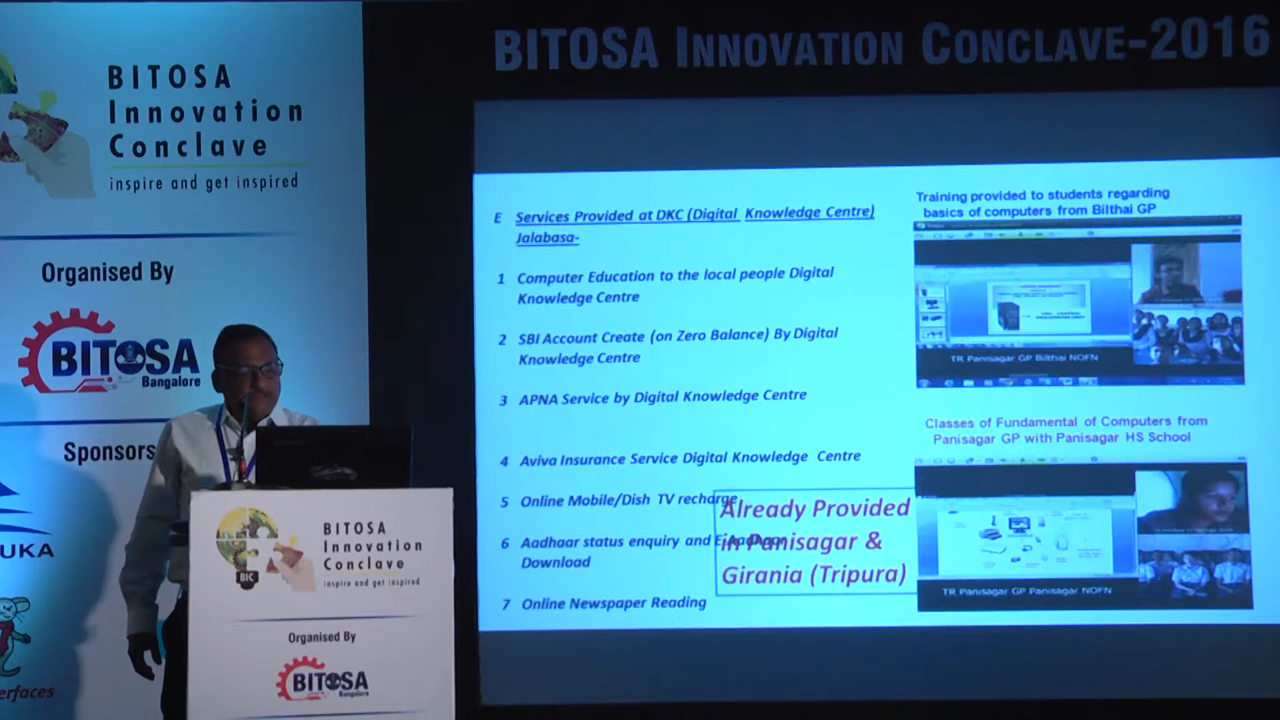 BITOSA INNOVATION CONCLAVE-2016
BITOSA
Innovation
Conclave
inspire and get inspired
Organised By
BITOSA
Bangalore
Sponsors
UKA
erfaces
BITOSA
Innovation
Conclave
inspire and get inspired
BIC
Organised By
BITOSA
Bangalore
E Services Provided at DKC (Digital Knowledge Centre)
Jalabasa-
1 Computer Education to the local people Digital
Knowledge Centre
2 SBI Account Create (on Zero Balance) By Digital
Knowledge Centre
3 APNA Service by Digital Knowledge Centre
4 Aviva Insurance Service Digital Knowledge Centre
5 Online Mobile/Dish TV recharge
6 Aadhaar status enquiry and
Download
7 Online Newspaper Reading
Already Provided
in Panisagar &
Girania (Tripura)
Training provided to students regarding
basics of computers from Bilthai GP
TR Panisagar GP Bilthai NOFN
Classes of Fundamental of Computers from
Panisagar GP with Panisagar HS School
TR Panisagar GP Panisagar NOFN